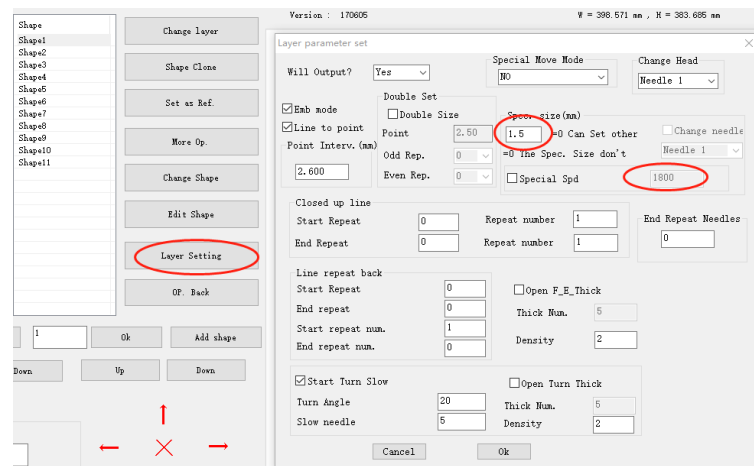 Version : 170605
W = 398.571 mm , H = 383.685 mm
Shape
Shape1
Shape2
Shape3
Shape4
Shape5
Shape6
Shape7
Shape8
Shape9
Shape10
Shape11
Change layer
Shape Clone
Set as Ref.
More Op.
Change Shape
Edit Shape
Layer Setting
OP. Back
1
Ok
Add shape
Down
Up
Down
Layer parameter set
Will Output?
Yes
Special Move Mode
NO
Change Head
Needle 1
Emb mode
Line to point
Point Interv.(mm)
2.600
Double Set
Double Size
Point
2.50
Odd Rep.
0
Even Rep.
0
Spec. size(mm)
1.5
=0 Can Set other
=0 The Spec. Size don't
Change needle
Needle 1
Special Spd
1800
Closed up line
Start Repeat
0
Repeat number
1
End Repeat
0
Repeat number
1
End Repeat Needles
0
Line repeat back
Start Repeat
0
End repeat
0
Start repeat num.
1
End repeat num.
0
Open F_E_Thick
Thick Num.
5
Density
2
Start Turn Slow
Turn Angle
20
Slow needle
5
Open Turn Thick
Thick Num.
5
Density
2
Cancel
Ok